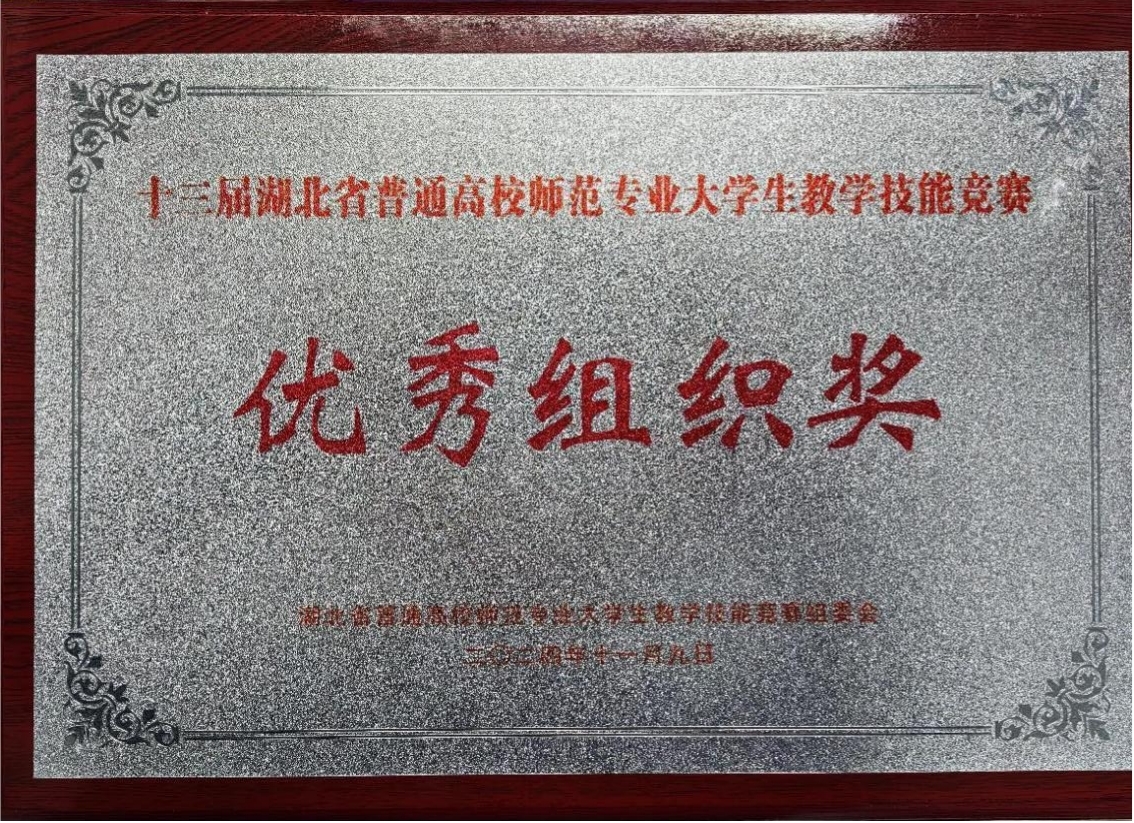 十三届湖北省普通高校师范专业大学生教学技能竞赛
优秀组织奖
湖北省普通高校师范专业大学生教学技能竞赛组委会
二〇二四年十一月九日